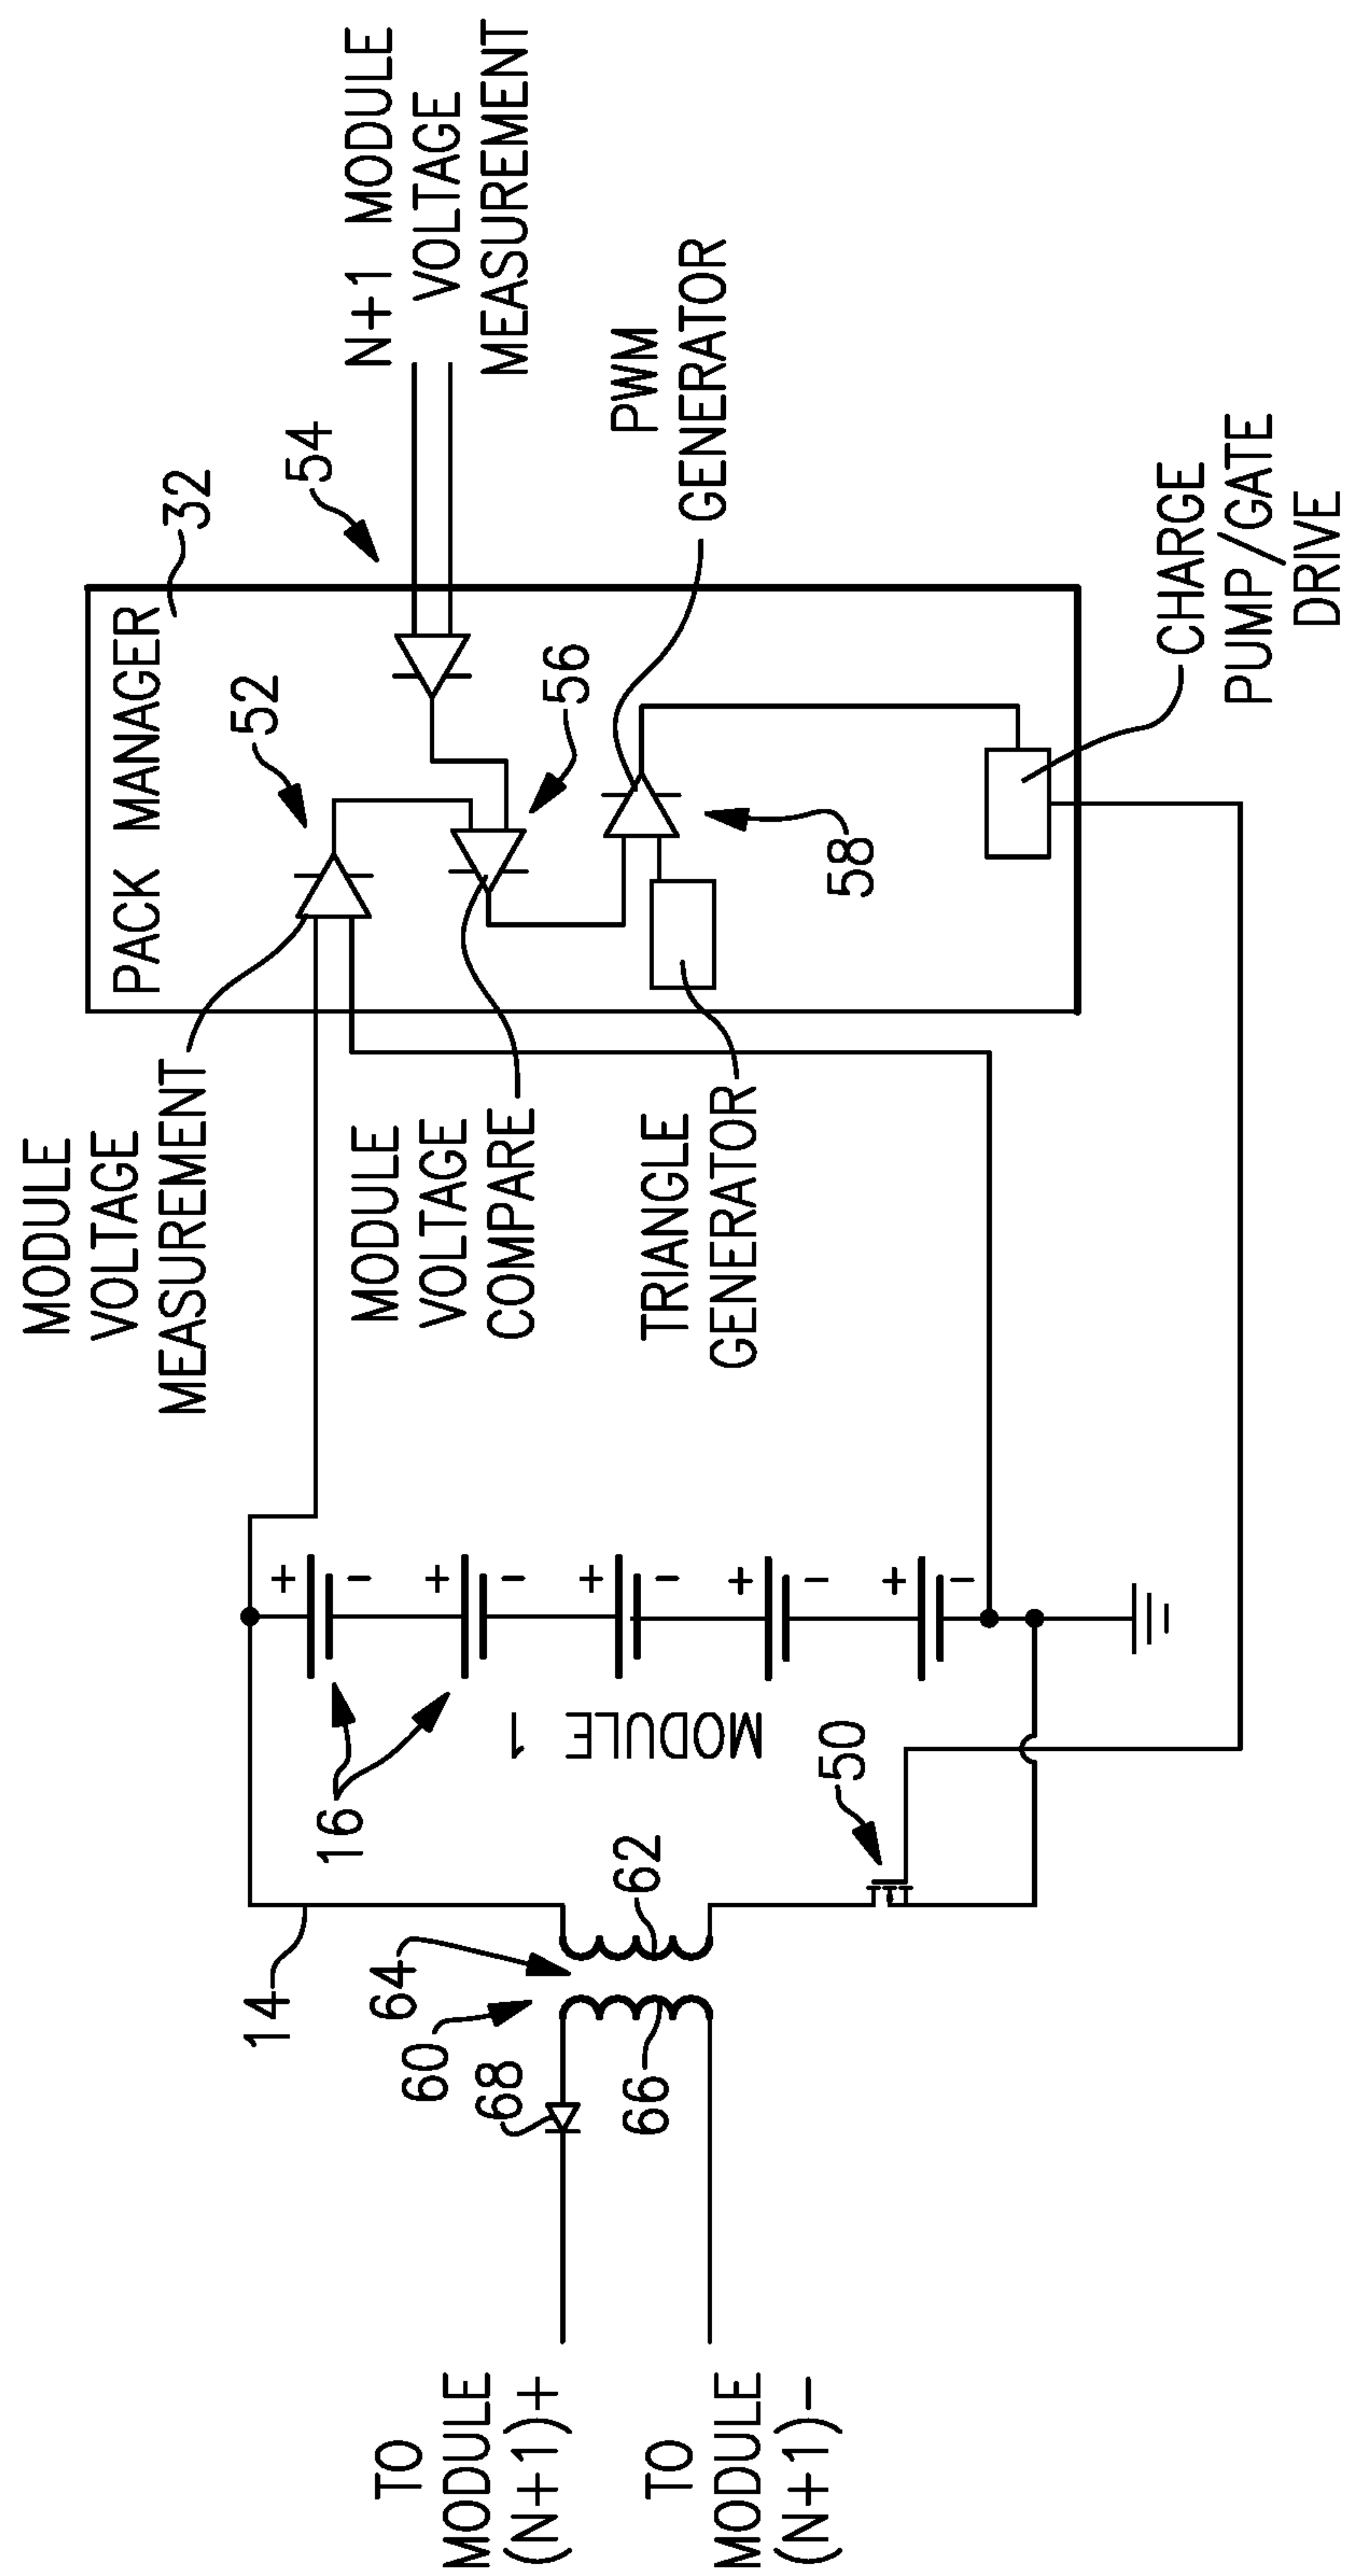 N+1 MODULE
VOLTAGE
MEASUREMENT
54
32
PWM
GENERATOR
CHARGE
PUMP/GATE
DRIVE
PACK MANAGER
52
56
58
MODULE
VOLTAGE
MEASUREMENT
MODULE
VOLTAGE
COMPARE
TRIANGLE
GENERATOR
+
-
+
-
+
-
+
-
+
-
MODULE 1
16
50
14
64
62
60
68
66
TO
MODULE
(N+1)+
TO
MODULE
(N+1)-